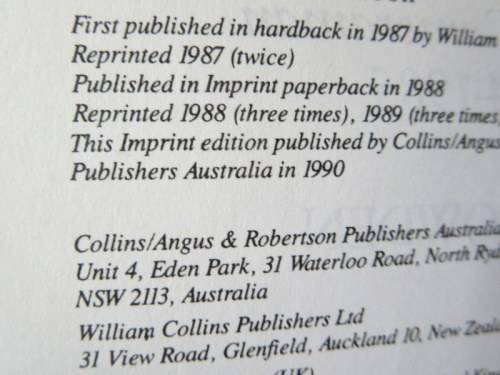 First published in hardback in 1987 by William
Reprinted 1987 (twice)
Published in Imprint paperback in 1988
Reprinted 1988 (three times), 1989 (three times
This Imprint edition published by Collins/Angus
Publishers Australia in 1990
Collins/Angus & Robertson Publishers Australia
Unit 4, Eden Park, 31 Waterloo Road, North Ryd
NSW 2113, Australia
William Collins Publishers Ltd
31 View Road, Glenfield, Auckland 10, New Zeala
(UK)